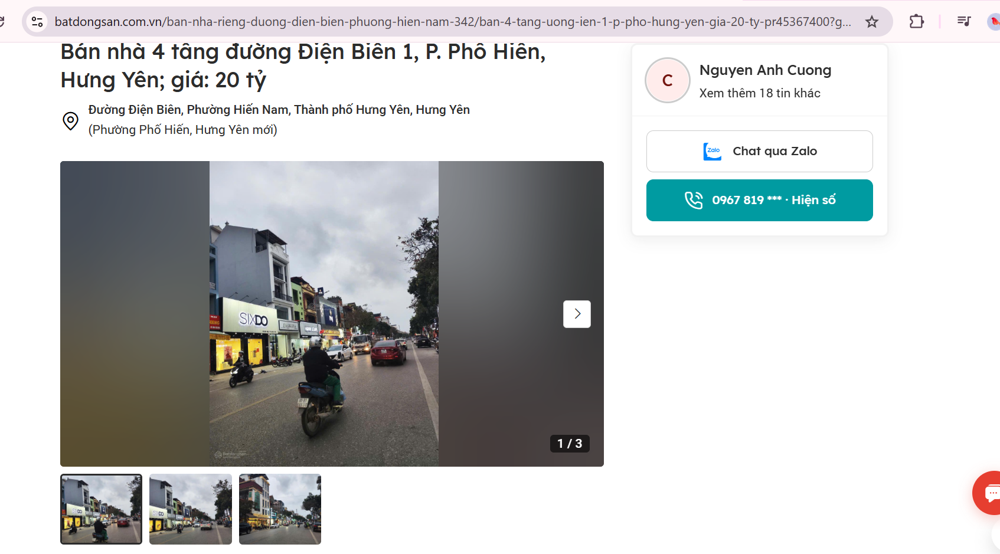 batdongsan.com.vn/ban-nha-rieng-duong-dien-bien-phuong-hien-nam-342/ban-4-tang-uong-ien-1-p-pho-hung-yen-gia-20-ty-pr45367400?g...
Bán nhà 4 tầng đường Điện Biên 1, P. Phố Hiến,
Hưng Yên; giá: 20 tỷ
Đường Điện Biên, Phường Hiến Nam, Thành phố Hưng Yên, Hưng Yên
(Phường Phố Hiến, Hưng Yên mới)
C
Nguyen Anh Cuong
Xem thêm 18 tin khác
Zalo
Chat qua Zalo
0967 819 *** · Hiện số
SIXDO
Batdongsan
1 / 3
SIXDO
SIXDO